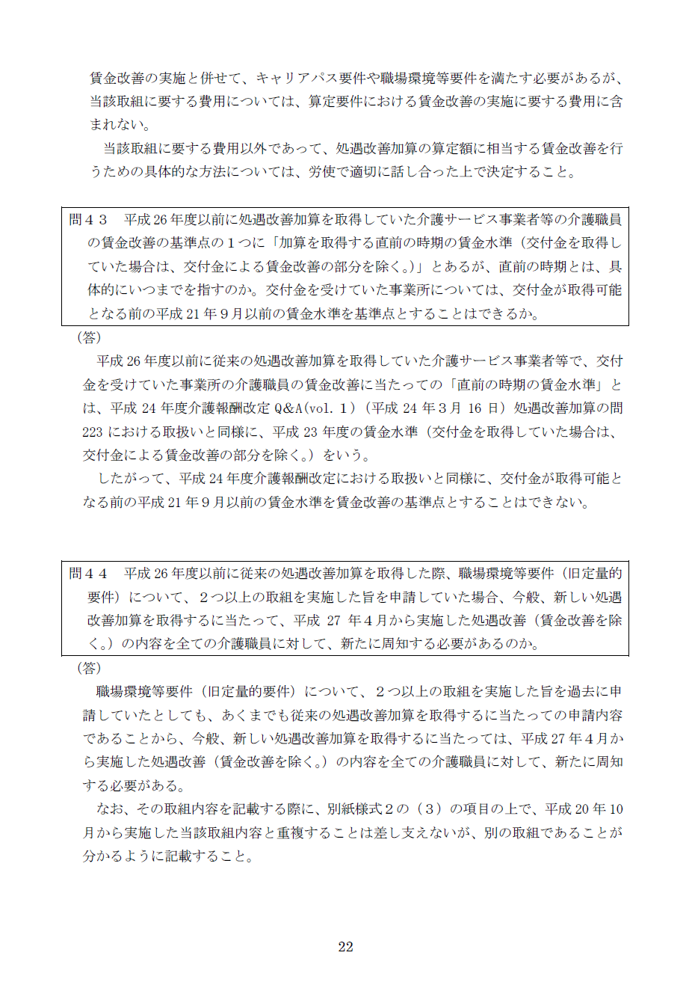 賃金改善の実施と併せて、キャリアパス要件や職場環境等要件を満たす必要があるが、
当該取組に要する費用については、算定要件における賃金改善の実施に要する費用に含
まれない。
当該取組に要する費用以外であって、処遇改善加算の算定額に相当する賃金改善を行
うための具体的な方法については、労使で適切に話し合った上で決定すること。
問４３　平成 26 年度以前に処遇改善加算を取得していた介護サービス事業者等の介護職員
の賃金改善の基準点の１つに「加算を取得する直前の時期の賃金水準（交付金を取得し
ていた場合は、交付金による賃金改善の部分を除く。）」とあるが、直前の時期とは、具
体的にいつまでを指すのか。交付金を受けていた事業所については、交付金が取得可能
となる前の平成 21 年９月以前の賃金水準を基準点とすることはできるか。
（答）
平成 26 年度以前に従来の処遇改善加算を取得していた介護サービス事業者等で、交付
金を受けていた事業所の介護職員の賃金改善に当たっての「直前の時期の賃金水準」と
は、平成 24 年度介護報酬改定 Q&A(vol.１）（平成 24 年３月 16 日）処遇改善加算の問
223 における取扱いと同様に、平成 23 年度の賃金水準（交付金を取得していた場合は、
交付金による賃金改善の部分を除く。）をいう。
したがって、平成 24 年度介護報酬改定における取扱いと同様に、交付金が取得可能と
なる前の平成 21 年９月以前の賃金水準を賃金改善の基準点とすることはできない。
問４４　平成 26 年度以前に従来の処遇改善加算を取得した際、職場環境等要件（旧定量的
要件）について、２つ以上の取組を実施した旨を申請していた場合、今般、新しい処遇
改善加算を取得するに当たって、平成 27 年４月から実施した処遇改善（賃金改善を除
く。）の内容を全ての介護職員に対して、新たに周知する必要があるのか。
（答）
職場環境等要件（旧定量的要件）について、２つ以上の取組を実施した旨を過去に申
請していたとしても、あくまでも従来の処遇改善加算を取得するに当たっての申請内容
であることから、今般、新しい処遇改善加算を取得するに当たっては、平成 27 年４月か
ら実施した処遇改善（賃金改善を除く。）の内容を全ての介護職員に対して、新たに周知
する必要がある。
なお、その取組内容を記載する際に、別紙様式２の（３）の項目の上で、平成 20 年 10
月から実施した当該取組内容と重複することは差し支えないが、別の取組であることが
分かるように記載すること。
22